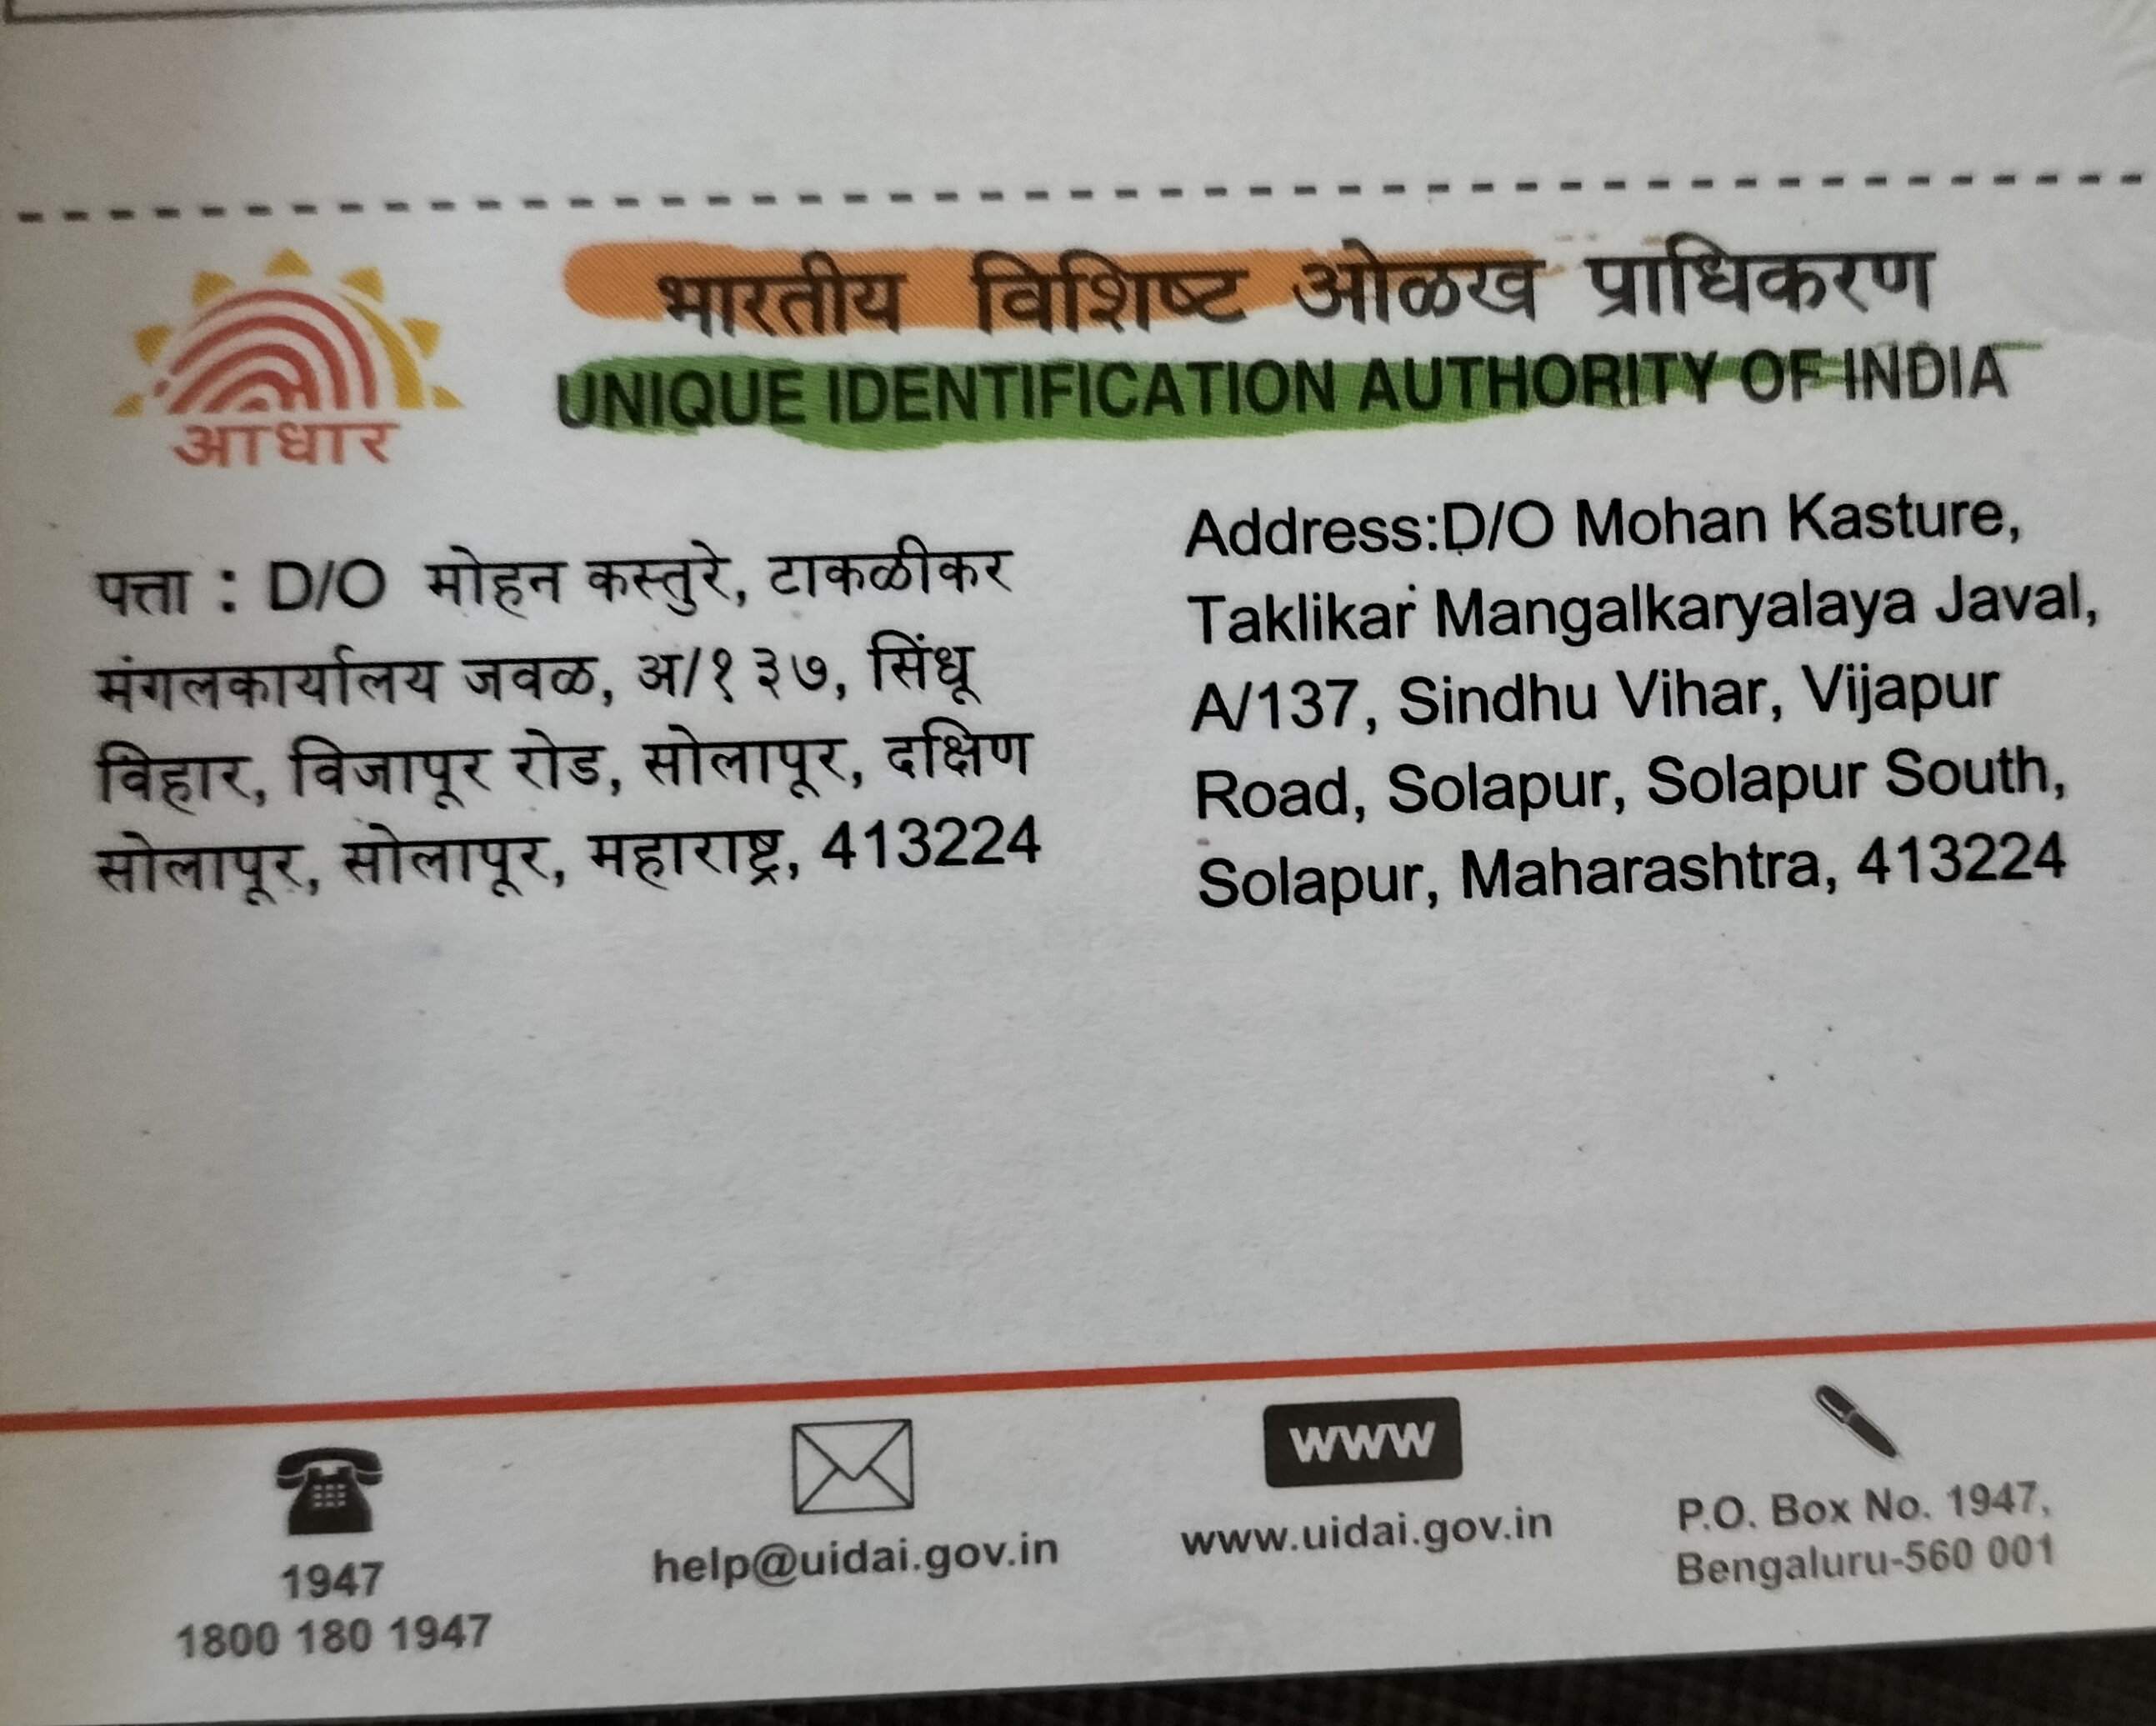 आधार
भारतीय विशिष्ट ओळख प्राधिकरण
UNIQUE IDENTIFICATION AUTHORITY OF INDIA
पत्ता : D/O मोहन कस्तुरे, टाकळीकर
मंगलकार्यालय जवळ, अ/१३७, सिंधू
विहार, विजापूर रोड, सोलापूर, दक्षिण
सोलापूर, सोलापूर, महाराष्ट्र, 413224
Address:D/O Mohan Kasture,
Taklikar Mangalkaryalaya Javal,
A/137, Sindhu Vihar, Vijapur
Road, Solapur, Solapur South,
Solapur, Maharashtra, 413224
1947
1800 180 1947
help@uidai.gov.in
www
www.uidai.gov.in
P.O. Box No. 1947,
Bengaluru-560 001